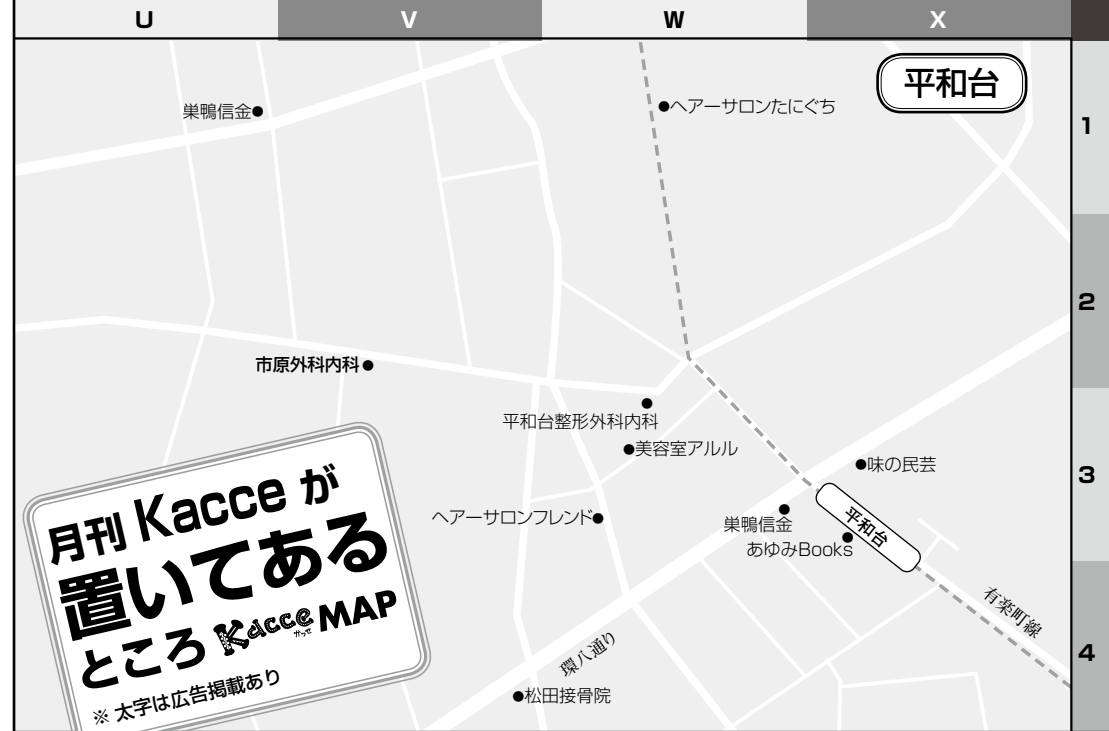 U
V
W
X
平和台
1
2
3
4
巣鴨信金
ヘアーサロンたにぐち
市原外科内科
平和台整形外科内科
美容室アルル
味の民芸
ヘアーサロンフレンド
巣鴨信金
あゆみBooks
平和台
有楽町線
環八通り
松田接骨院
月刊 Kacce が
置いてある
ところ Kacce かっせ MAP
※ 太字は広告掲載あり